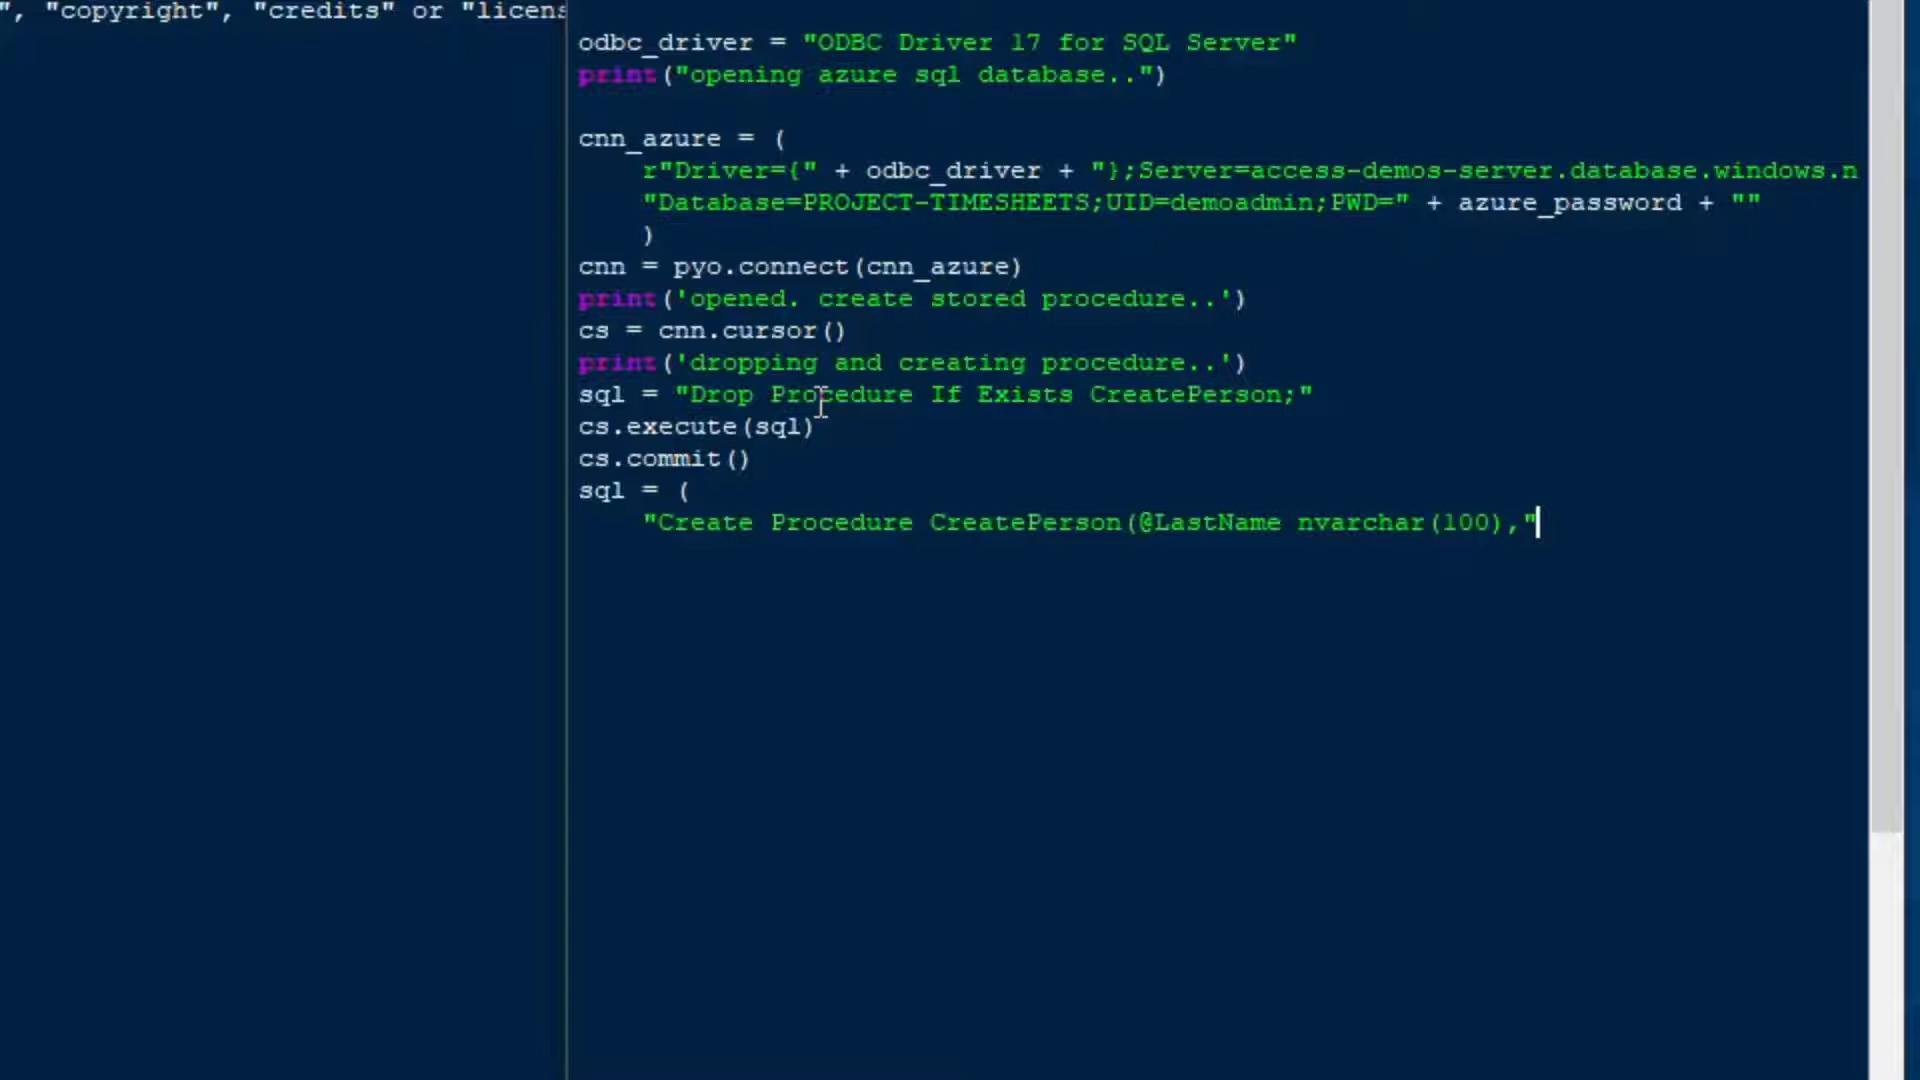 ", "copyright", "credits" or "licens
odbc_driver = "ODBC Driver 17 for SQL Server"
print("opening azure sql database..")
cnn_azure = (
r"Driver={" + odbc_driver + "};Server=access-demos-server.database.windows.n
"Database=PROJECT-TIMESHEETS;UID=demoadmin;PWD=" + azure_password + ""
)
cnn = pyo.connect(cnn_azure)
print('opened. create stored procedure..')
cs = cnn.cursor()
print('dropping and creating procedure..')
sql = "Drop Procedure If Exists CreatePerson;"
cs.execute(sql)
cs.commit()
sql = (
"Create Procedure CreatePerson(@LastName nvarchar(100),"